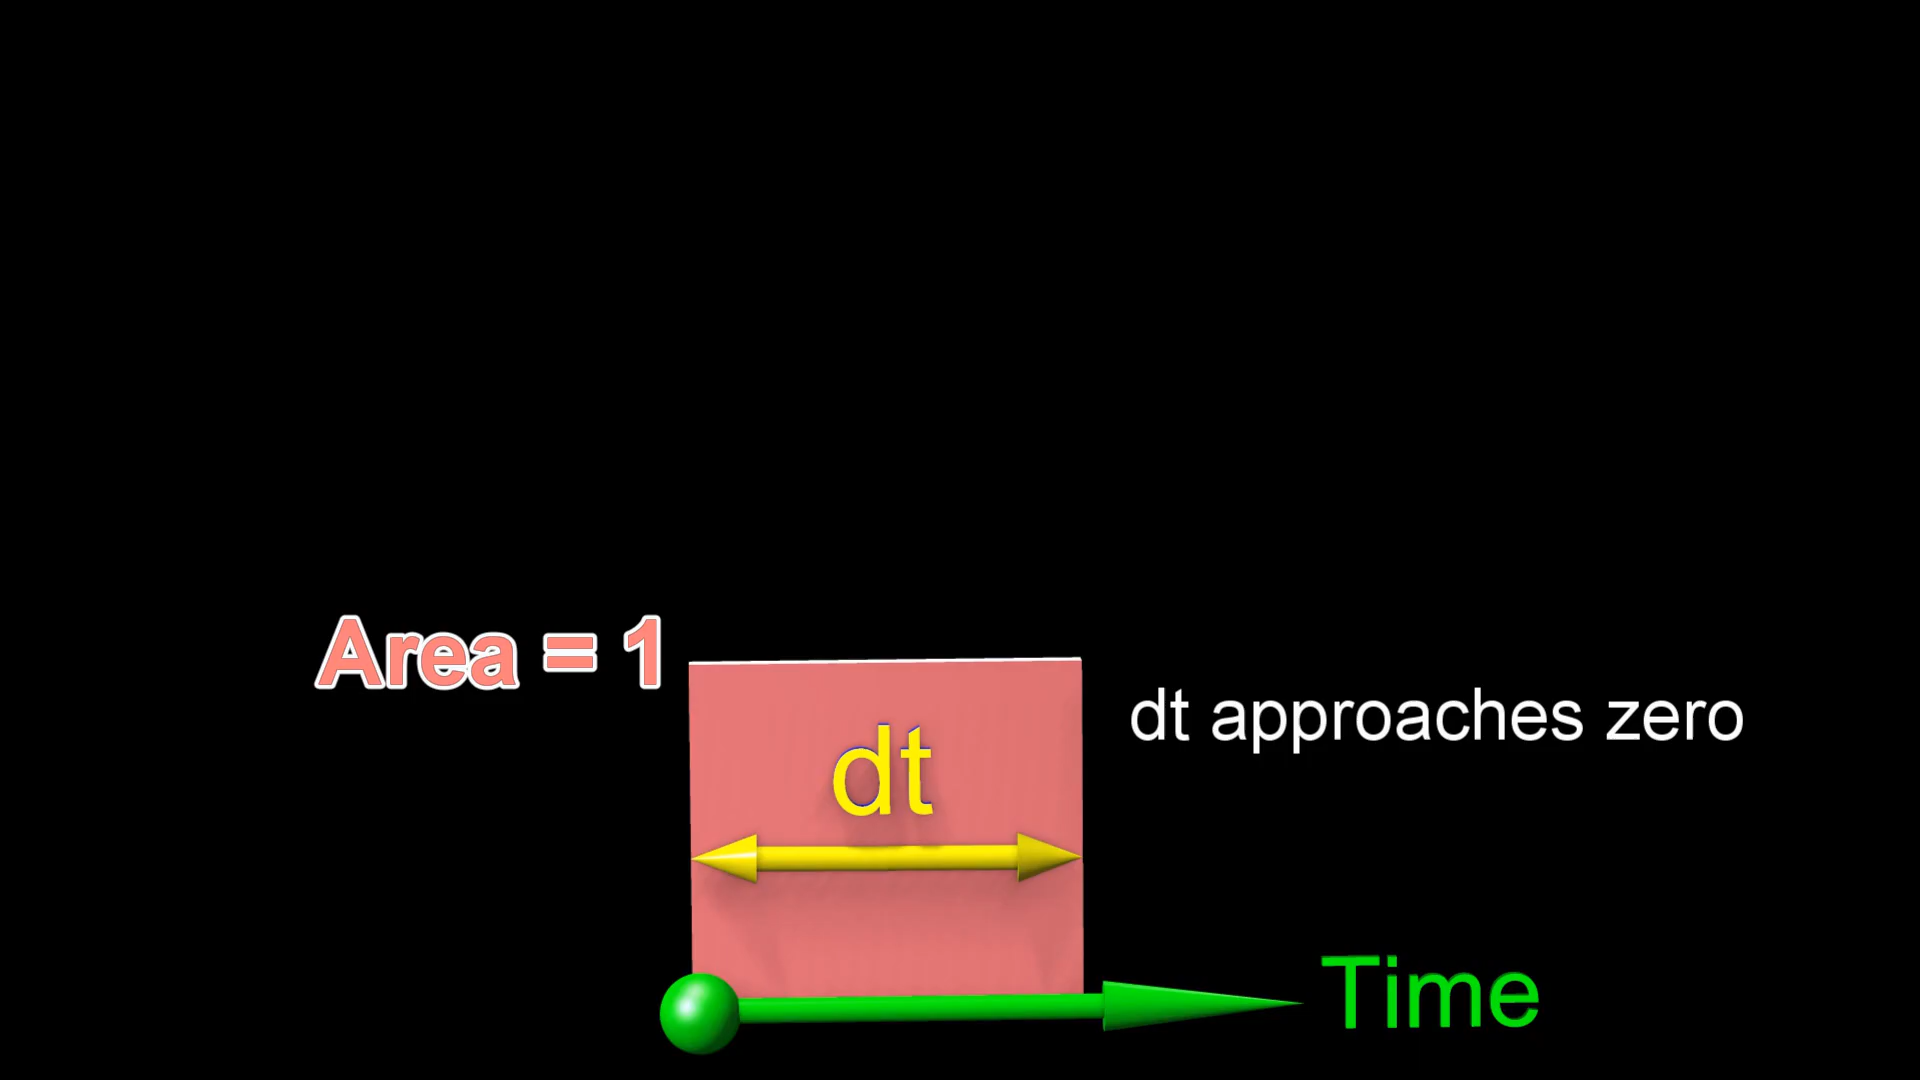 Area = 1
dt approaches zero
dt
Time